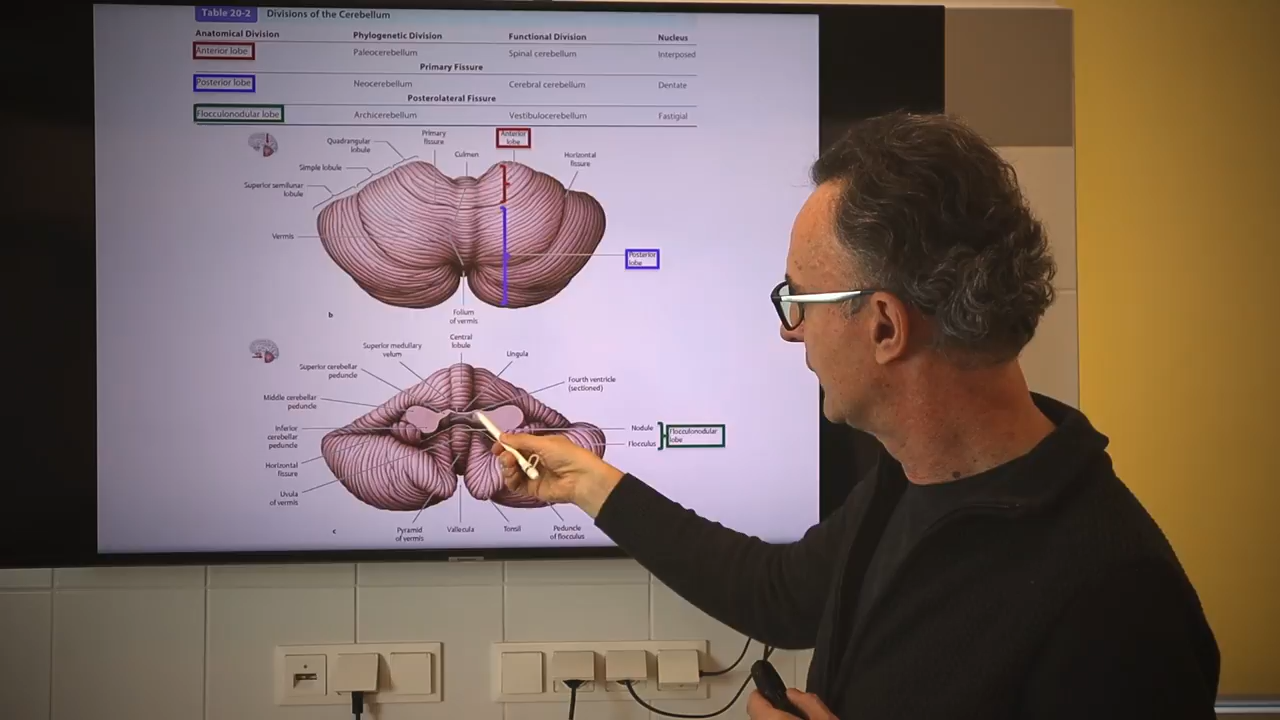 Table 20-2 Divisions of the Cerebellum
Anatomical Division Phylogenetic Division Functional Division Nucleus
Anterior lobe Paleocerebellum Spinal cerebellum Interposed
Primary Fissure
Posterior lobe Neocerebellum Cerebral cerebellum Dentate
Posterolateral Fissure
Flocculonodular lobe Archicerebellum Vestibulocerebellum Fastigial
Quadrangular
lobule
Primary
fissure
Culmen
Anterior
lobe
Horizontal
fissure
Simple lobule
Superior semilunar
lobule
Vermis
Posterior
lobe
b
Folium
of vermis
Central
lobule
Superior medullary
velum
Lingula
Superior cerebellar
peduncle
Fourth ventricle
(sectioned)
Middle cerebellar
peduncle
Inferior
cerebellar
peduncle
Nodule
Flocculus
Flocculonodular
lobe
Horizontal
fissure
Uvula
of vermis
c
Pyramid
of vermis
Vallecula
Tonsil
Peduncle
of flocculus